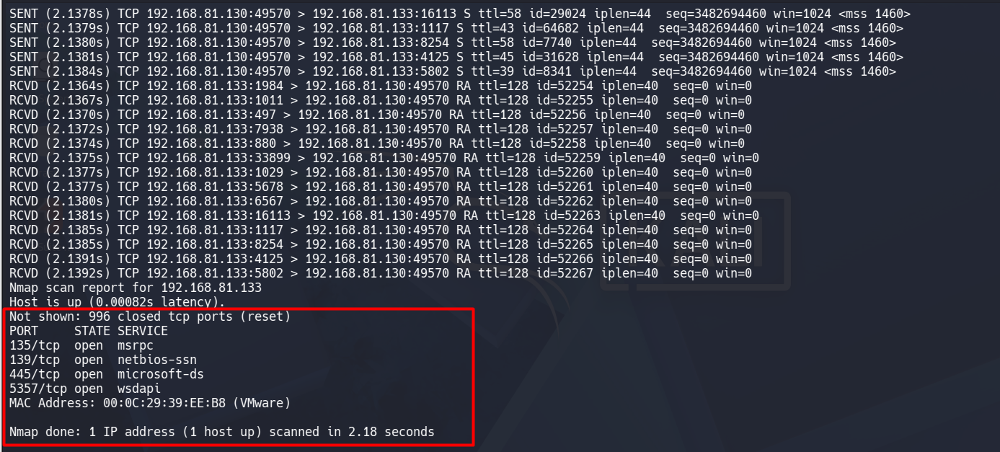 SENT (2.1378s) TCP 192.168.81.130:49570 > 192.168.81.133:16113 S ttl=58 id=29024 iplen=44  seq=3482694460 win=1024 <mss 1460>
SENT (2.1379s) TCP 192.168.81.130:49570 > 192.168.81.133:1117 S ttl=43 id=64682 iplen=44  seq=3482694460 win=1024 <mss 1460>
SENT (2.1380s) TCP 192.168.81.130:49570 > 192.168.81.133:8254 S ttl=58 id=7740 iplen=44  seq=3482694460 win=1024 <mss 1460>
SENT (2.1381s) TCP 192.168.81.130:49570 > 192.168.81.133:4125 S ttl=45 id=31628 iplen=44  seq=3482694460 win=1024 <mss 1460>
SENT (2.1384s) TCP 192.168.81.130:49570 > 192.168.81.133:5802 S ttl=39 id=8341 iplen=44  seq=3482694460 win=1024 <mss 1460>
RCVD (2.1364s) TCP 192.168.81.133:1984 > 192.168.81.130:49570 RA ttl=128 id=52254 iplen=40  seq=0 win=0
RCVD (2.1367s) TCP 192.168.81.133:1011 > 192.168.81.130:49570 RA ttl=128 id=52255 iplen=40  seq=0 win=0
RCVD (2.1370s) TCP 192.168.81.133:497 > 192.168.81.130:49570 RA ttl=128 id=52256 iplen=40  seq=0 win=0
RCVD (2.1372s) TCP 192.168.81.133:7938 > 192.168.81.130:49570 RA ttl=128 id=52257 iplen=40  seq=0 win=0
RCVD (2.1374s) TCP 192.168.81.133:880 > 192.168.81.130:49570 RA ttl=128 id=52258 iplen=40  seq=0 win=0
RCVD (2.1375s) TCP 192.168.81.133:33899 > 192.168.81.130:49570 RA ttl=128 id=52259 iplen=40  seq=0 win=0
RCVD (2.1377s) TCP 192.168.81.133:1029 > 192.168.81.130:49570 RA ttl=128 id=52260 iplen=40  seq=0 win=0
RCVD (2.1377s) TCP 192.168.81.133:5678 > 192.168.81.130:49570 RA ttl=128 id=52261 iplen=40  seq=0 win=0
RCVD (2.1380s) TCP 192.168.81.133:6567 > 192.168.81.130:49570 RA ttl=128 id=52262 iplen=40  seq=0 win=0
RCVD (2.1381s) TCP 192.168.81.133:16113 > 192.168.81.130:49570 RA ttl=128 id=52263 iplen=40  seq=0 win=0
RCVD (2.1385s) TCP 192.168.81.133:1117 > 192.168.81.130:49570 RA ttl=128 id=52264 iplen=40  seq=0 win=0
RCVD (2.1385s) TCP 192.168.81.133:8254 > 192.168.81.130:49570 RA ttl=128 id=52265 iplen=40  seq=0 win=0
RCVD (2.1391s) TCP 192.168.81.133:4125 > 192.168.81.130:49570 RA ttl=128 id=52266 iplen=40  seq=0 win=0
RCVD (2.1392s) TCP 192.168.81.133:5802 > 192.168.81.130:49570 RA ttl=128 id=52267 iplen=40  seq=0 win=0
Nmap scan report for 192.168.81.133
Host is up (0.00082s latency).
Not shown: 996 closed tcp ports (reset)
PORT     STATE SERVICE
135/tcp  open  msrpc
139/tcp  open  netbios-ssn
445/tcp  open  microsoft-ds
5357/tcp open  wsdapi
MAC Address: 00:0C:29:39:EE:B8 (VMware)
Nmap done: 1 IP address (1 host up) scanned in 2.18 seconds